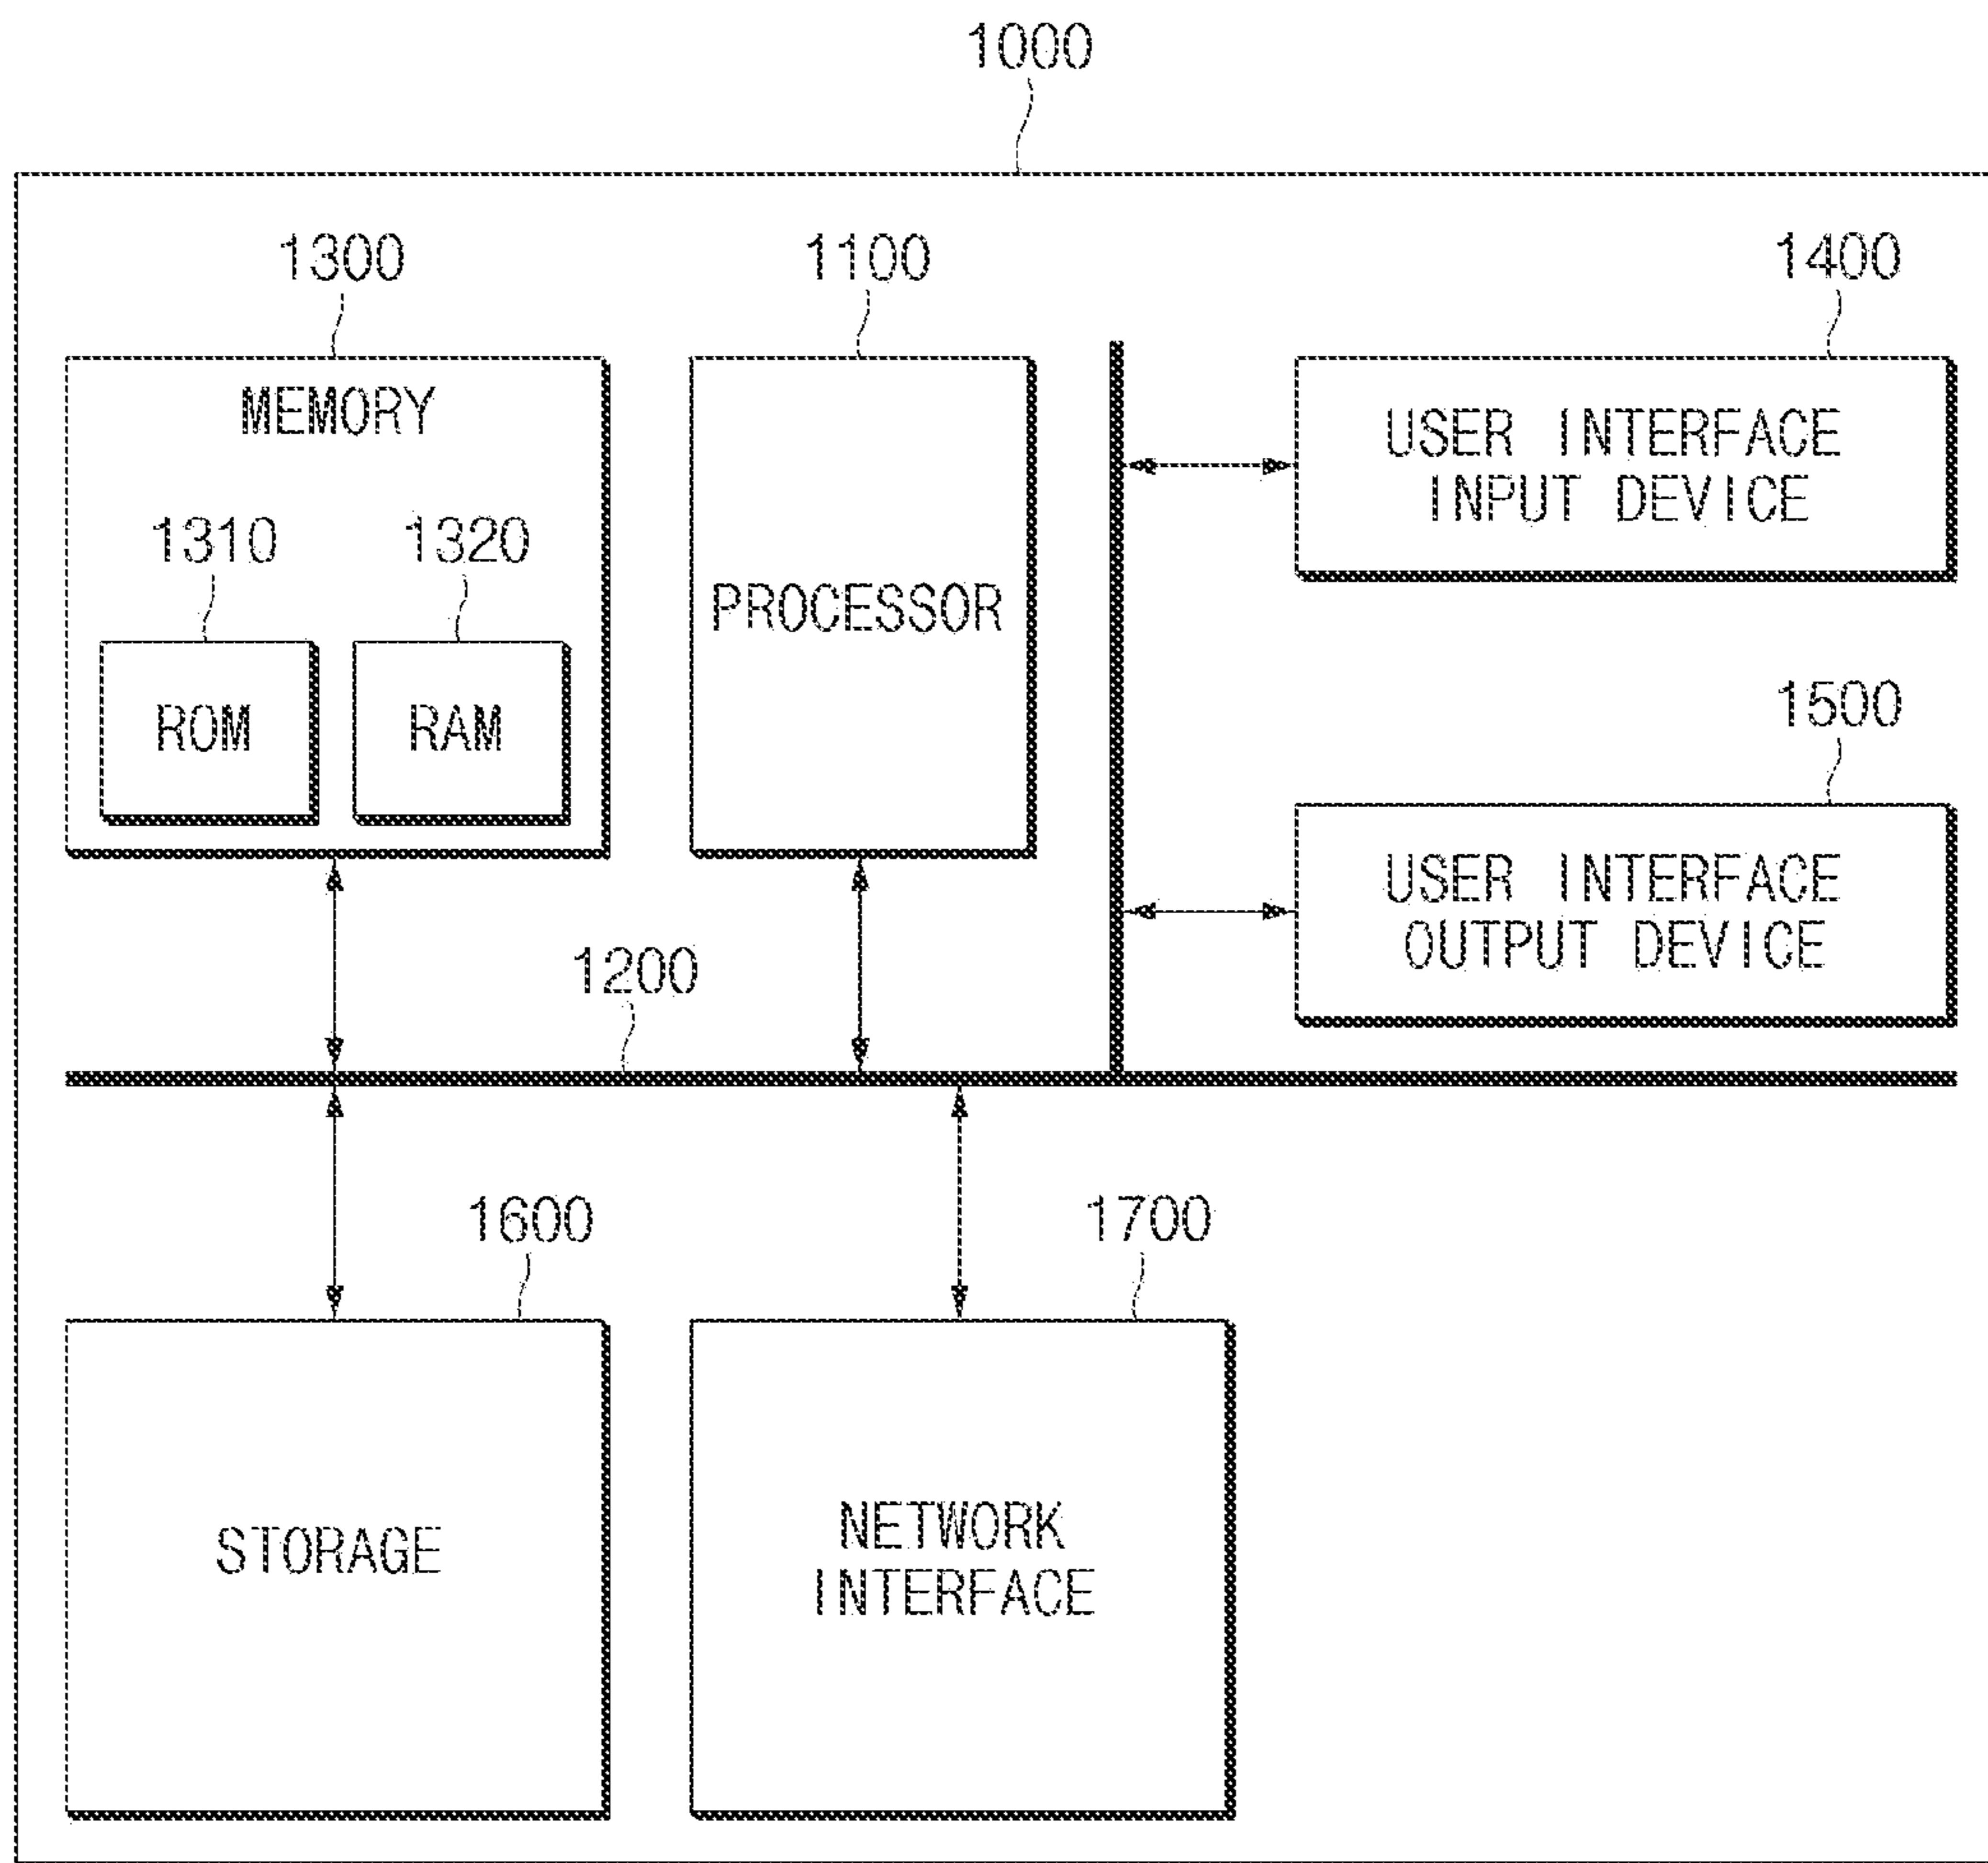 1000
1300
1100
1400
MEMORY
USER INTERFACE
INPUT DEVICE
1310
1320
PROCESSOR
ROM
RAM
1500
USER INTERFACE
OUTPUT DEVICE
1200
1600
1700
STORAGE
NETWORK
INTERFACE